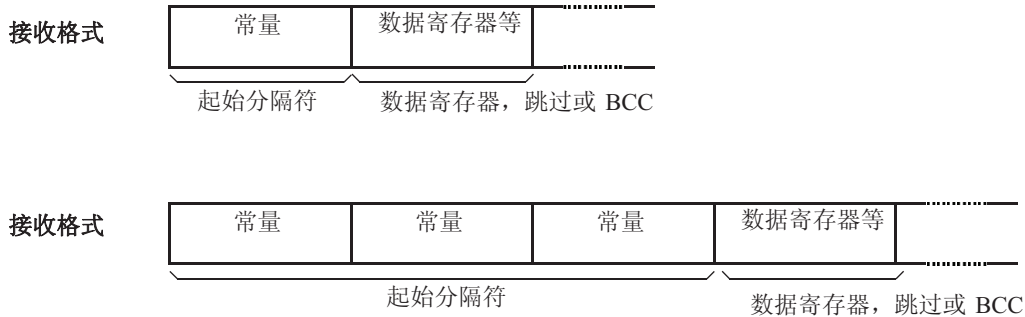 接收格式
常量 数据寄存器等
起始分隔符 数据寄存器，跳过或 BCC
接收格式
常量 常量 常量 数据寄存器等
起始分隔符 数据寄存器，跳过或 BCC